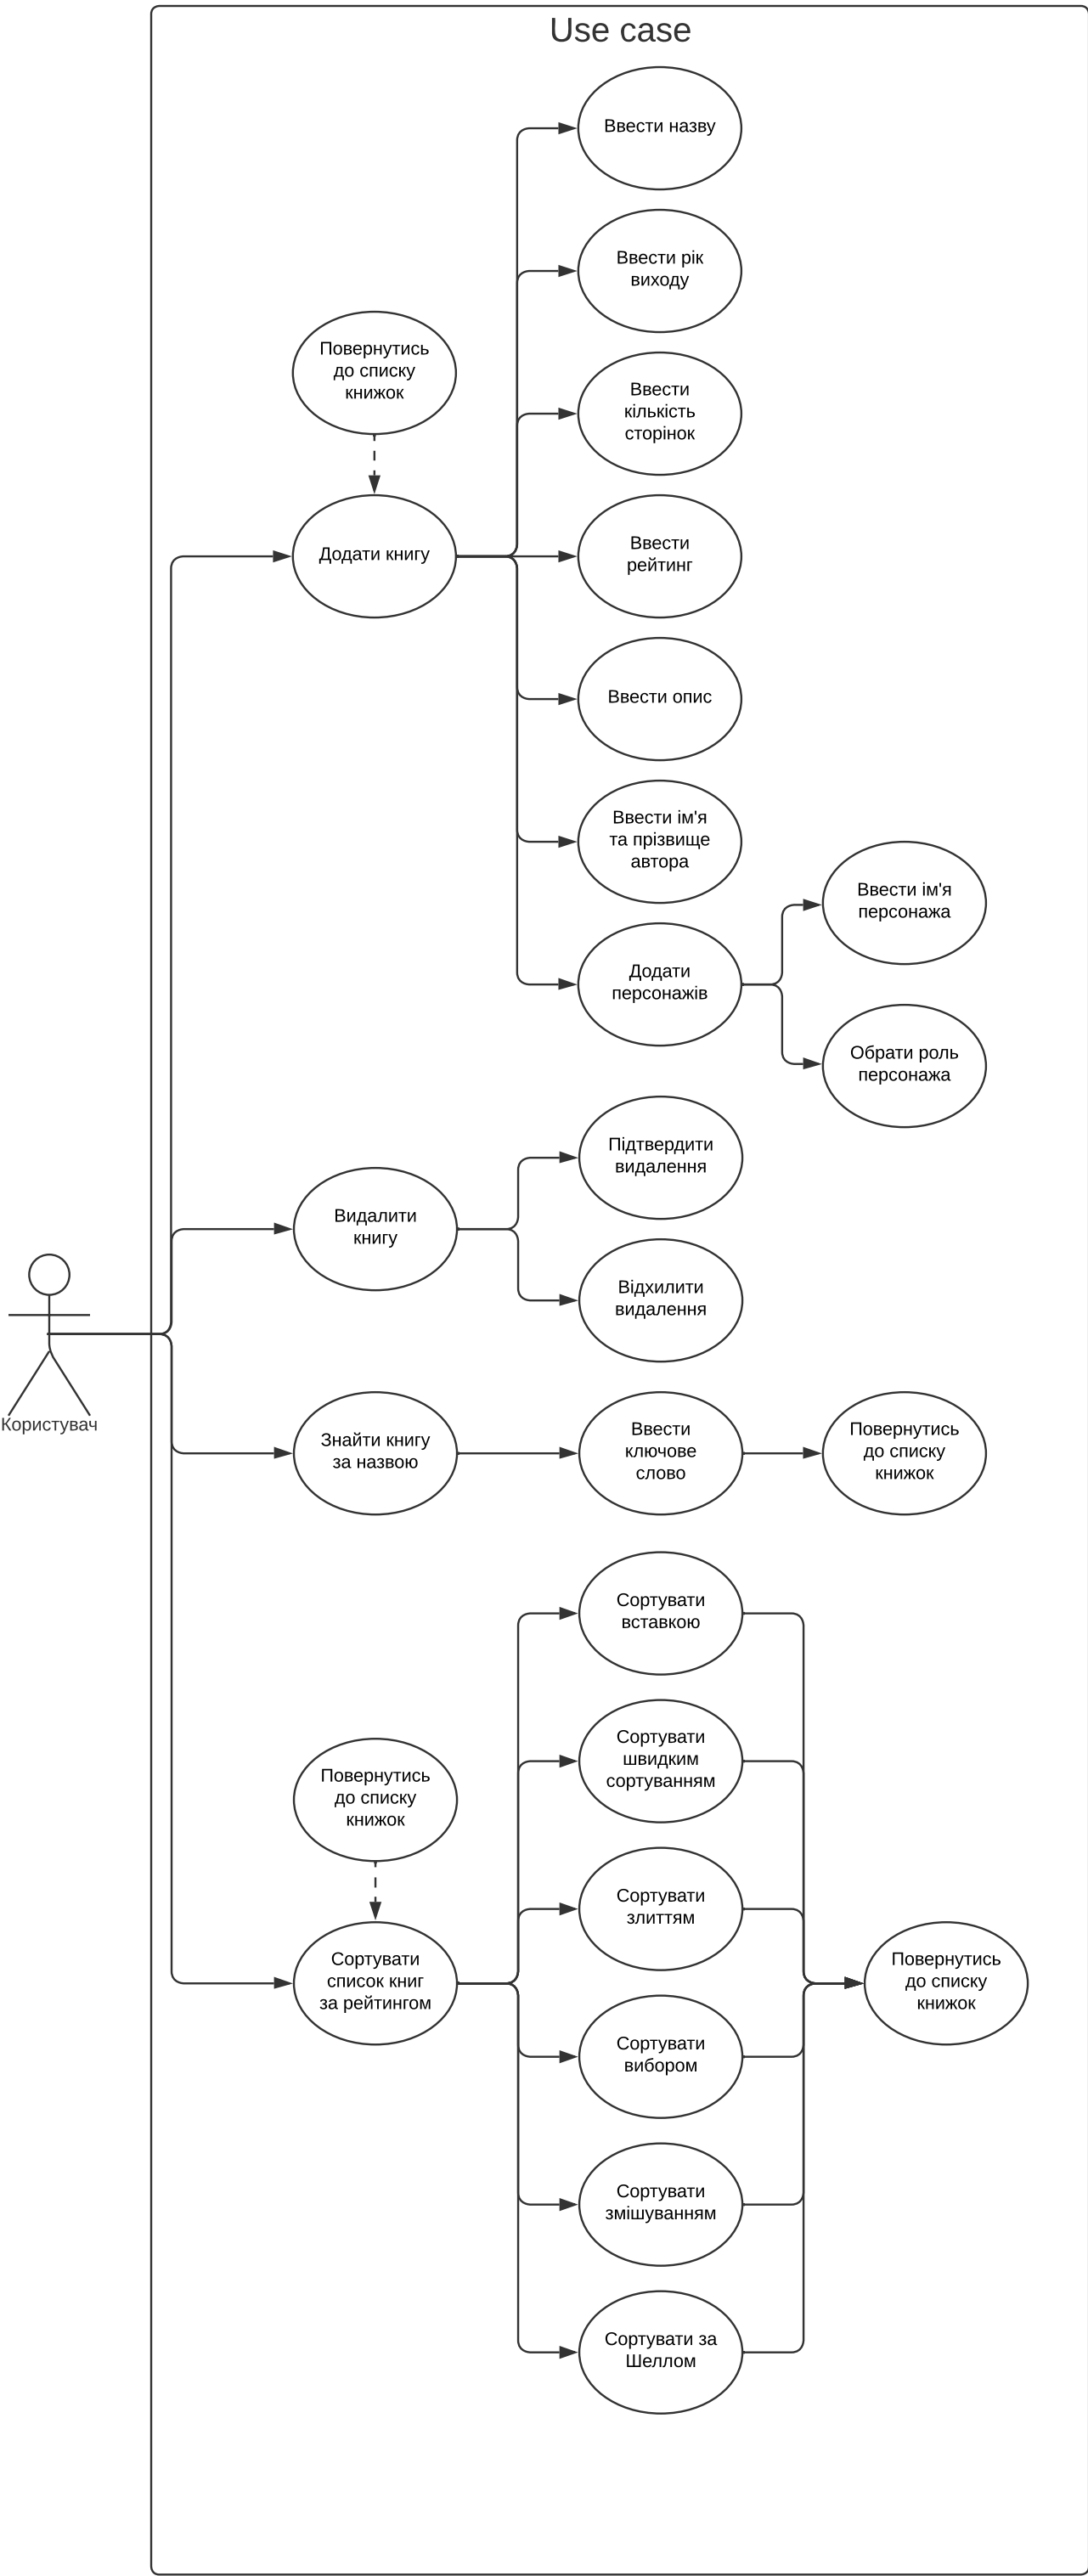 Use case
Ввести назву
Ввести рік
виходу
Повернутись
до списку
книжок
Ввести
кількість
сторінок
Додати книгу
Ввести
рейтинг
Ввести опис
Ввести ім'я
та прізвище
автора
Додати
персонажів
Ввести ім'я
персонажа
Обрати роль
персонажа
Видалити
книгу
Підтвердити
видалення
Відхилити
видалення
Користувач
Знайти книгу
за назвою
Ввести
ключове
слово
Повернутись
до списку
книжок
Сортувати
вставкою
Повернутись
до списку
книжок
Сортувати
швидким
сортуванням
Сортувати
злиттям
Сортувати
список книг
за рейтингом
Повернутись
до списку
книжок
Сортувати
вибором
Сортувати
змішуванням
Сортувати за
Шеллом